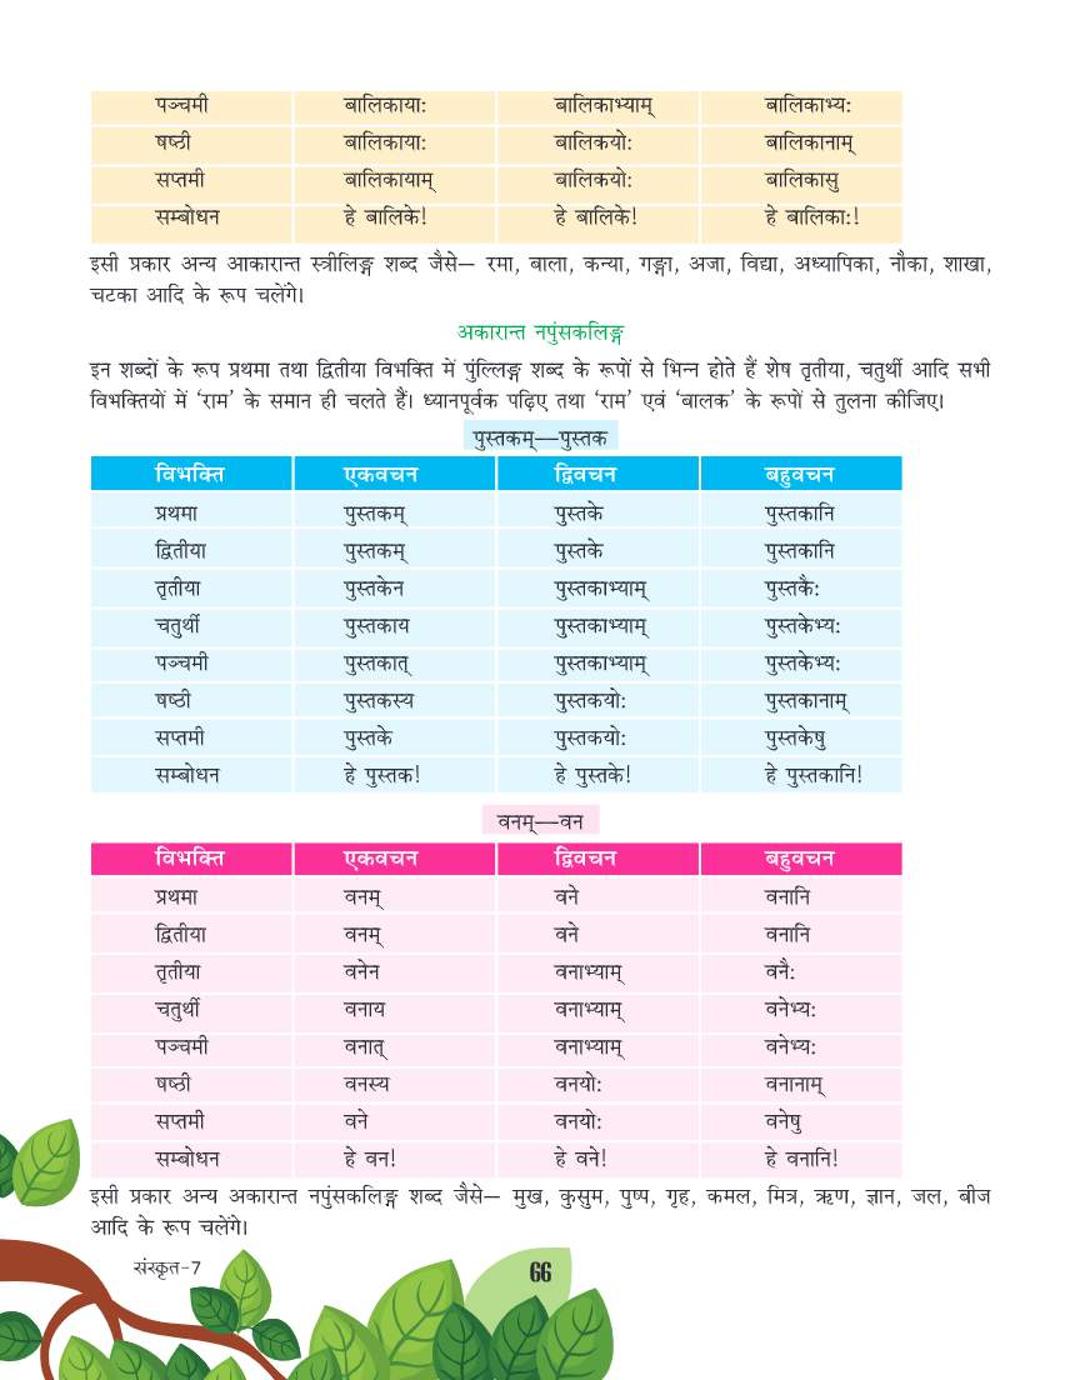 पञ्चमी बालिकाया: बालिकाभ्याम् बालिकाभ्य:
षष्ठी बालिकाया: बालिकयो: बालिकानाम्
सप्तमी बालिकायाम् बालिकयो: बालिकासु
सम्बोधन हे बालिके! हे बालिके! हे बालिका:!
इसी प्रकार अन्य आकारान्त स्त्रीलिङ्ग शब्द जैसे— रमा, बाला, कन्या, गङ्गा, अजा, विद्या, अध्यापिका, नौका, शाखा,
चटका आदि के रूप चलेंगे।
अकारान्त नपुंसकलिङ्ग
इन शब्दों के रूप प्रथमा तथा द्वितीया विभक्ति में पुंल्लिङ्ग शब्द के रूपों से भिन्न होते हैं शेष तृतीया, चतुर्थी आदि सभी
विभक्तियों में ‘राम’ के समान ही चलते हैं। ध्यानपूर्वक पढ़िए तथा ‘राम’ एवं ‘बालक’ के रूपों से तुलना कीजिए।
पुस्तकम्—पुस्तक
विभक्ति एकवचन द्विवचन बहुवचन
प्रथमा पुस्तकम् पुस्तके पुस्तकानि
द्वितीया पुस्तकम् पुस्तके पुस्तकानि
तृतीया पुस्तकेन पुस्तकाभ्याम् पुस्तकै:
चतुर्थी पुस्तकाय पुस्तकाभ्याम् पुस्तकेभ्य:
पञ्चमी पुस्तकात् पुस्तकाभ्याम् पुस्तकेभ्य:
षष्ठी पुस्तकस्य पुस्तकयो: पुस्तकानाम्
सप्तमी पुस्तके पुस्तकयो: पुस्तकेषु
सम्बोधन हे पुस्तक! हे पुस्तके! हे पुस्तकानि!
वनम्—वन
विभक्ति एकवचन द्विवचन बहुवचन
प्रथमा वनम् वने वनानि
द्वितीया वनम् वने वनानि
तृतीया वनेन वनाभ्याम् वनै:
चतुर्थी वनाय वनाभ्याम् वनेभ्य:
पञ्चमी वनात् वनाभ्याम् वनेभ्य:
षष्ठी वनस्य वनयो: वनानाम्
सप्तमी वने वनयो: वनेषु
सम्बोधन हे वन! हे वने! हे वनानि!
इसी प्रकार अन्य अकारान्त नपुंसकलिङ्ग शब्द जैसे— मुख, कुसुम, पुष्प, गृह, कमल, मित्र, ऋण, ज्ञान, जल, बीज
आदि के रूप चलेंगे।
संस्कृत-7 66